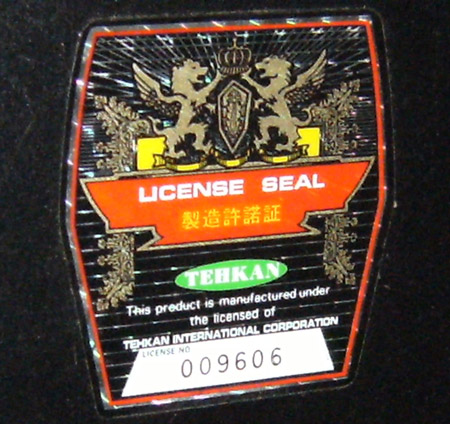 LICENSE SEAL
製造許諾証
TEHKAN
This product is manufactured under
the licensed of
TEHKAN INTERNATIONAL CORPORATION
LICENSE NO.
009606